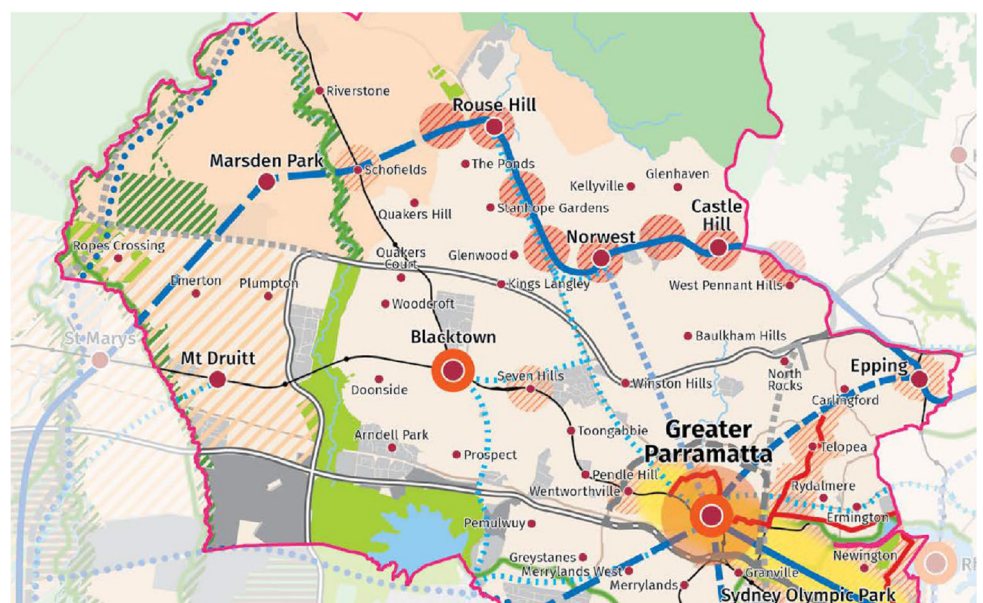 Riverstone
Rouse Hill
Marsden Park
Schofields
The Ponds
Kellyville
Glenhaven
Quakers Hill
Stanhope Gardens
Castle
Hill
Norwest
Ropes Crossing
Quakers
Court
Glenwood
Emerton
Plumpton
Kings Langley
West Pennant Hills
Woodcroft
St Marys
Blacktown
Baulkham Hills
Mt Druitt
Doonside
Seven Hills
Winston Hills
North
Rocks
Epping
Carlingford
Arndell Park
Toongabbie
Greater
Parramatta
Telopea
Prospect
Pendle Hill
Wentworthville
Rydalmere
Ermington
Pemulwuy
Greystanes
Merrylands West
Merrylands
Granville
Newington
Sydney Olympic Park